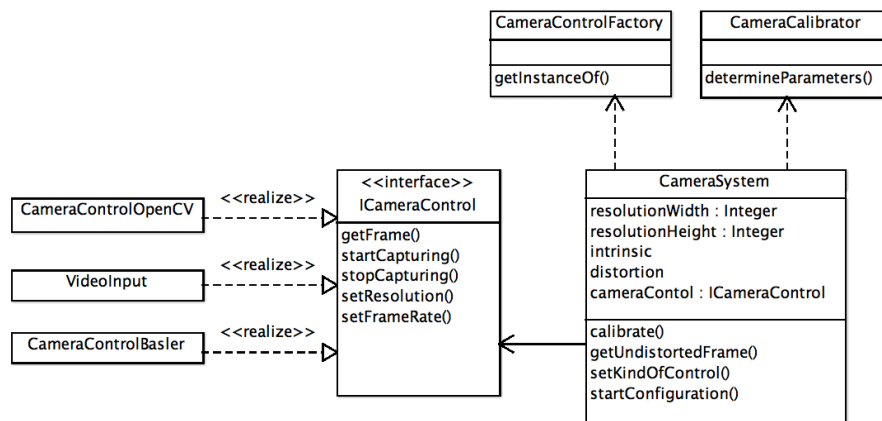 CameraControlFactory
getInstanceOf()
CameraCalibrator
determineParameters()
<<realize>>
CameraControlOpenCV
<<realize>>
VideoInput
<<realize>>
CameraControlBasler
<<interface>>
ICameraControl
getFrame()
startCapturing()
stopCapturing()
setResolution()
setFrameRate()
CameraSystem
resolutionWidth : Integer
resolutionHeight : Integer
intrinsic
distortion
cameraContol : ICameraControl
calibrate()
getUndistortedFrame()
setKindOfControl()
startConfiguration()